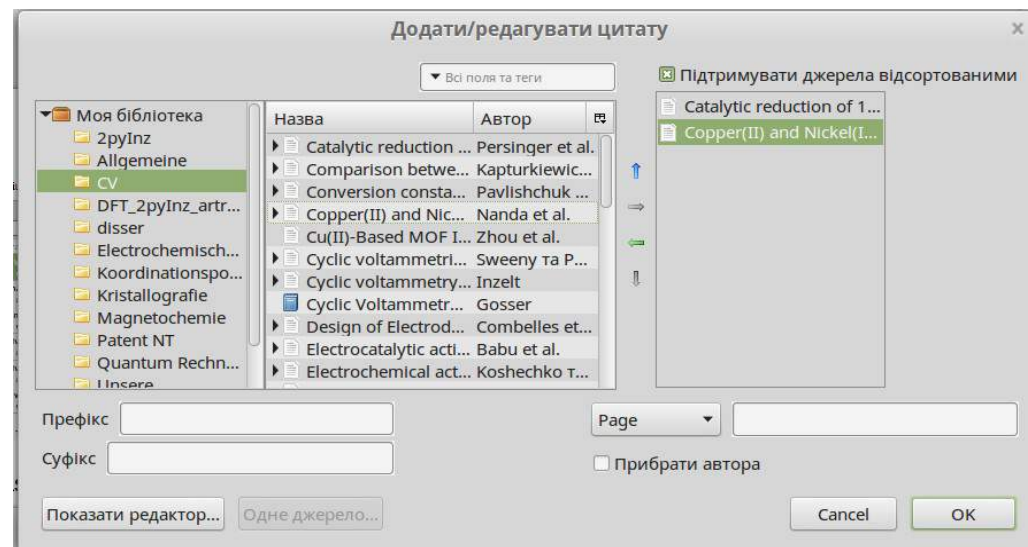 Додати/редагувати цитату
Всі поля та теги
Підтримувати джерела відсортованими
Моя бібліотека
2pyInz
Allgemeine
CV
DFT_2pyInz_artr...
disser
Electrochemisch...
Koordinationspo...
Kristallografie
Magnetochemie
Patent NT
Quantum Rechn...
Unsere
Назва Автор
Catalytic reduction ... Persinger et al.
Comparison betwe... Kapturkiewic...
Conversion consta... Pavlishchuk ...
Copper(II) and Nic... Nanda et al.
Cu(II)-Based MOF I... Zhou et al.
Cyclic voltammetri... Sweeny та P...
Cyclic voltammetry... Inzelt
Cyclic Voltammetr... Gosser
Design of Electrod... Combelles et...
Electrocatalytic acti... Babu et al.
Electrochemical act... Koshechko т...
Catalytic reduction of 1...
Copper(II) and Nickel(I...
Префікс
Page
Суфікс
Прибрати автора
Показати редактор...
Одне джерело...
Cancel
OK